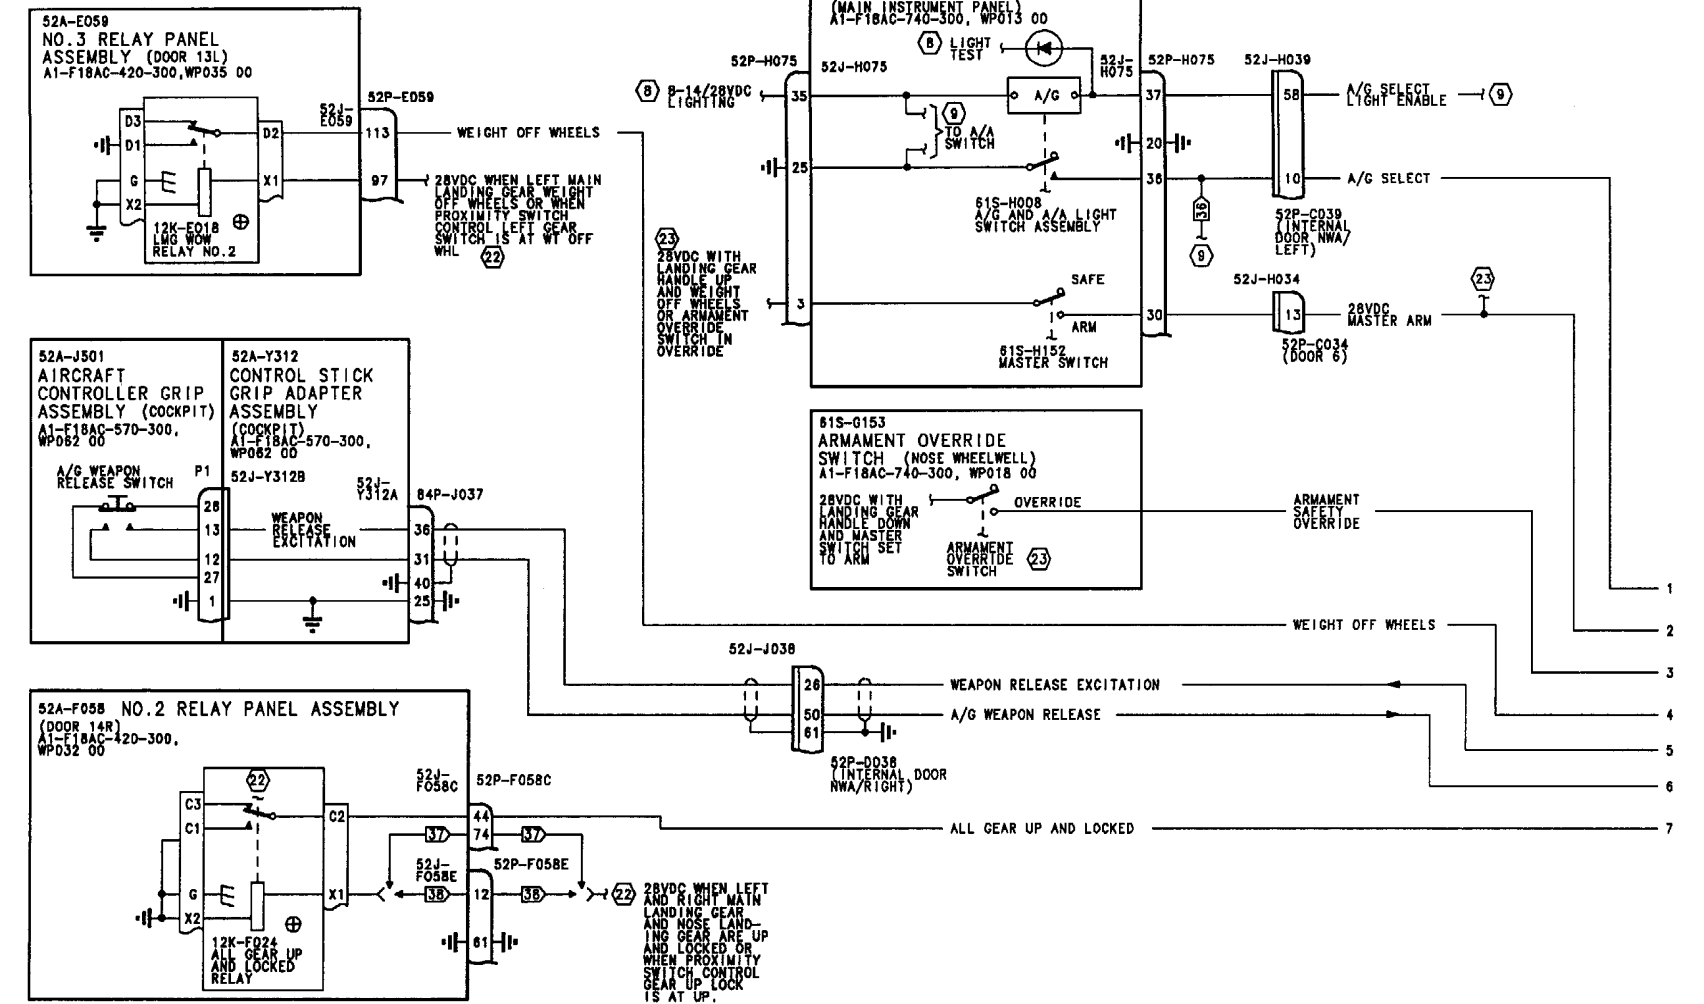 52A-E059
NO.3 RELAY PANEL
ASSEMBLY (DOOR 13L)
A1-F18AC-420-300,WP035 00
52J-
E059
52P-E059
D3
D1
G
X2
D2
X1
113
97
12K-E018
LMG WOW
RELAY NO.2
WEIGHT OFF WHEELS
28VDC WHEN LEFT MAIN
LANDING GEAR WEIGHT
OFF WHEELS OR WHEN
PROXIMITY SWITCH
CONTROL LEFT GEAR
SWITCH IS AT WT OFF
WHL
22
(MAIN INSTRUMENT PANEL)
A1-F18AC-740-300, WP013 00
8
LIGHT
TEST
52P-H075
52J-H075
52J-
H075
52P-H075
52J-H039
8
8-14/28VDC
LIGHTING
35
A/G
37
58
A/G SELECT
LIGHT ENABLE
9
9
TO A/A
SWITCH
20
25
38
10
A/G SELECT
61S-H008
A/G AND A/A LIGHT
SWITCH ASSEMBLY
36
9
52P-C039
(INTERNAL
DOOR NWA/
LEFT)
23
28VDC WITH
LANDING GEAR
HANDLE UP
AND WEIGHT
OFF WHEELS
OR ARMAMENT
OVERRIDE
SWITCH IN
OVERRIDE
3
SAFE
ARM
30
61S-H152
MASTER SWITCH
52J-H034
13
28VDC
MASTER ARM
23
52P-C034
(DOOR 6)
52A-J501
AIRCRAFT
CONTROLLER GRIP
ASSEMBLY (COCKPIT)
A1-F18AC-570-300,
WP062 00
52A-Y312
CONTROL STICK
GRIP ADAPTER
ASSEMBLY
(COCKPIT)
A1-F18AC-570-300,
WP062 00
A/G WEAPON
RELEASE SWITCH
P1
52J-Y312B
52J-
Y312A
84P-J037
28
13
12
27
1
WEAPON
RELEASE
EXCITATION
36
31
40
25
61S-G153
ARMAMENT OVERRIDE
SWITCH (NOSE WHEELWELL)
A1-F18AC-740-300, WP018 00
28VDC WITH
LANDING GEAR
HANDLE DOWN
AND MASTER
SWITCH SET
TO ARM
OVERRIDE
ARMAMENT
OVERRIDE
SWITCH
23
ARMAMENT
SAFETY
OVERRIDE
1
WEIGHT OFF WHEELS
2
3
52J-J038
26
WEAPON RELEASE EXCITATION
50
A/G WEAPON RELEASE
61
4
5
6
52P-D038
(INTERNAL DOOR
NWA/RIGHT)
52A-F058 NO.2 RELAY PANEL ASSEMBLY
(DOOR 14R)
A1-F18AC-420-300,
WP032 00
22
52J-
F058C
52P-F058C
C3
C1
G
X2
C2
X1
44
74
37
37
ALL GEAR UP AND LOCKED
7
52J-
F058E
52P-F058E
38
12
38
61
22
28VDC WHEN LEFT
AND RIGHT MAIN
LANDING GEAR
AND NOSE LAND-
ING GEAR ARE UP
AND LOCKED OR
WHEN PROXIMITY
SWITCH CONTROL
GEAR UP LOCK
IS AT UP.
12K-F024
ALL GEAR UP
AND LOCKED
RELAY